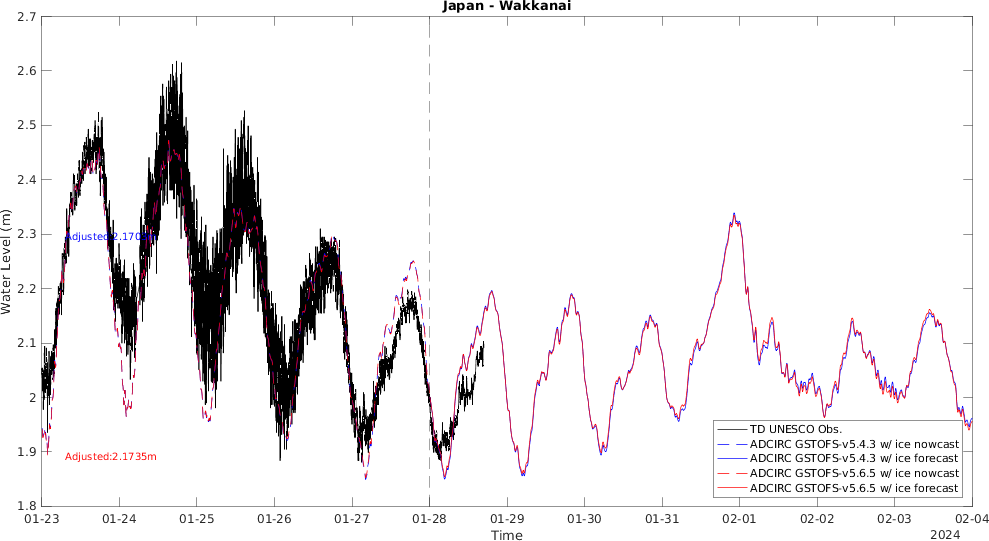 Japan - Wakkanai
2.7
2.6
2.5
2.4
2.3
2.2
2.1
2
1.9
1.8
Water Level (m)
Adjusted:2.170
Adjusted:2.1735m
TD UNESCO Obs.
ADCIRC GSTOFS-v5.4.3 w/ ice nowcast
ADCIRC GSTOFS-v5.4.3 w/ ice forecast
ADCIRC GSTOFS-v5.6.5 w/ ice nowcast
ADCIRC GSTOFS-v5.6.5 w/ ice forecast
01-23 01-24 01-25 01-26 01-27 01-28 01-29 01-30 01-31 02-01 02-02 02-03 02-04
Time
2024